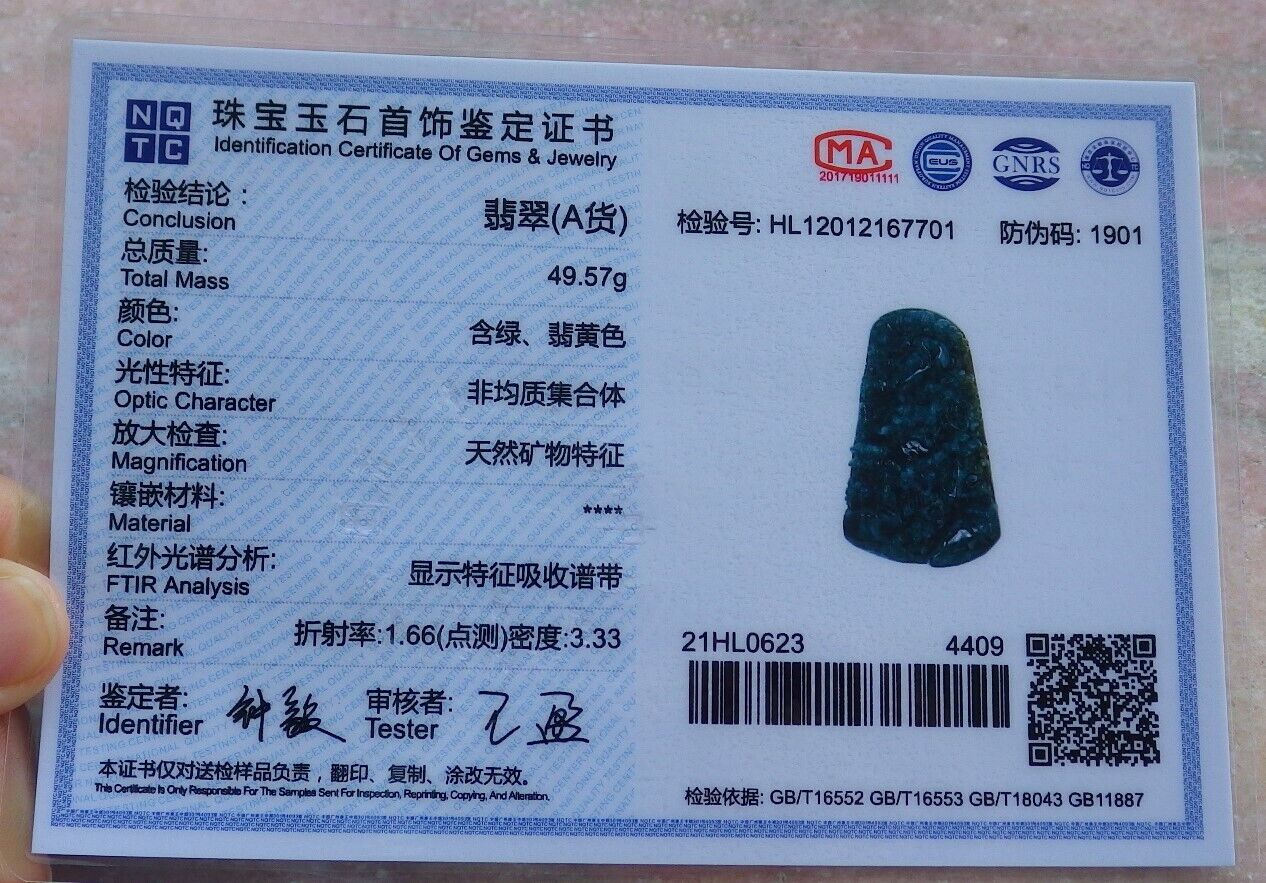 NQ
TC
珠宝玉石首饰鉴定证书
Identification Certificate Of Gems & Jewelry
检验结论：
Conclusion
翡翠(A货)
总质量:
Total Mass
49.57g
颜色:
Color
含绿、翡黄色
光性特征:
Optic Character
非均质集合体
放大检查:
Magnification
天然矿物特征
镶嵌材料:
Material
****
红外光谱分析:
FTIR Analysis
显示特征吸收谱带
备注:
Remark
折射率:1.66(点测)密度:3.33
鉴定者:
Identifier
审核者:
Tester
本证书仅对送检样品负责，翻印、复制、涂改无效。
This Certificate Is Only Responsible For The Samples Sent For Inspection, Reprinting, Copying, And Alteration.
MA
201719011111
GUS
GNRS
检验号: HL12012167701 防伪码: 1901
21HL0623 4409
检验依据: GB/T16552 GB/T16553 GB/T18043 GB11887